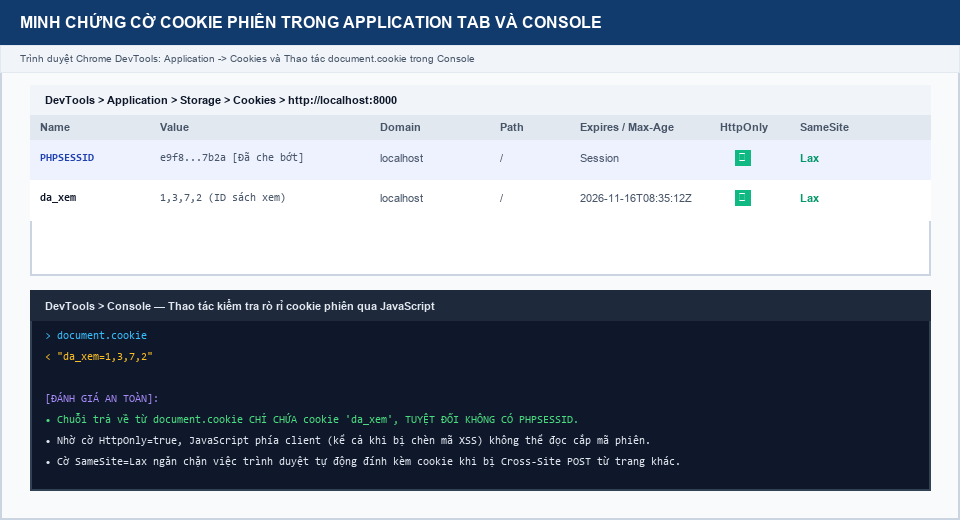 MINH CHỨNG CỜ COOKIE PHIÊN TRONG APPLICATION TAB VÀ CONSOLE
Trình duyệt Chrome DevTools: Application -> Cookies và Thao tác document.cookie trong Console
DevTools > Application > Storage > Cookies > http://localhost:8000
Name Value Domain Path Expires / Max-Age HttpOnly SameSite
PHPSESSID e9f8...7b2a [Đã che bớt] localhost / Session Lax
da_xem 1,3,7,2 (ID sách xem) localhost / 2026-11-16T08:35:12Z Lax
DevTools > Console — Thao tác kiểm tra rò rỉ cookie phiên qua JavaScript
> document.cookie
< "da_xem=1,3,7,2"
[ĐÁNH GIÁ AN TOÀN]:
• Chuỗi trả về từ document.cookie CHỈ CHỨA cookie 'da_xem', TUYỆT ĐỐI KHÔNG CÓ PHPSESSID.
• Nhờ cờ HttpOnly=true, JavaScript phía client (kể cả khi bị chèn mã XSS) không thể đọc cắp mã phiên.
• Cờ SameSite=Lax ngăn chặn việc trình duyệt tự động đính kèm cookie khi bị Cross-Site POST từ trang khác.